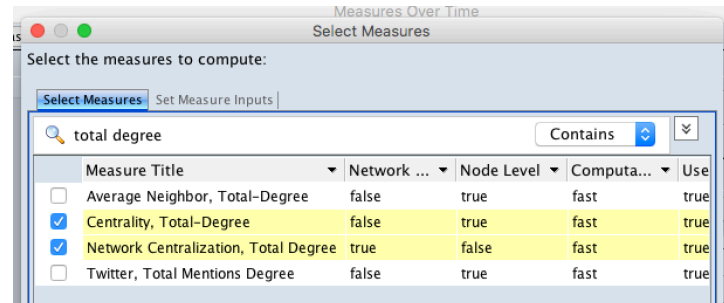 Measures Over Time
Select Measures
as
Select the measures to compute:
Select Measures Set Measure Inputs
total degree Contains
Measure Title Network ... Node Level Computa... Use
Average Neighbor, Total-Degree false true fast true
Centrality, Total-Degree false true fast true
Network Centralization, Total Degree true false fast true
Twitter, Total Mentions Degree false true fast true